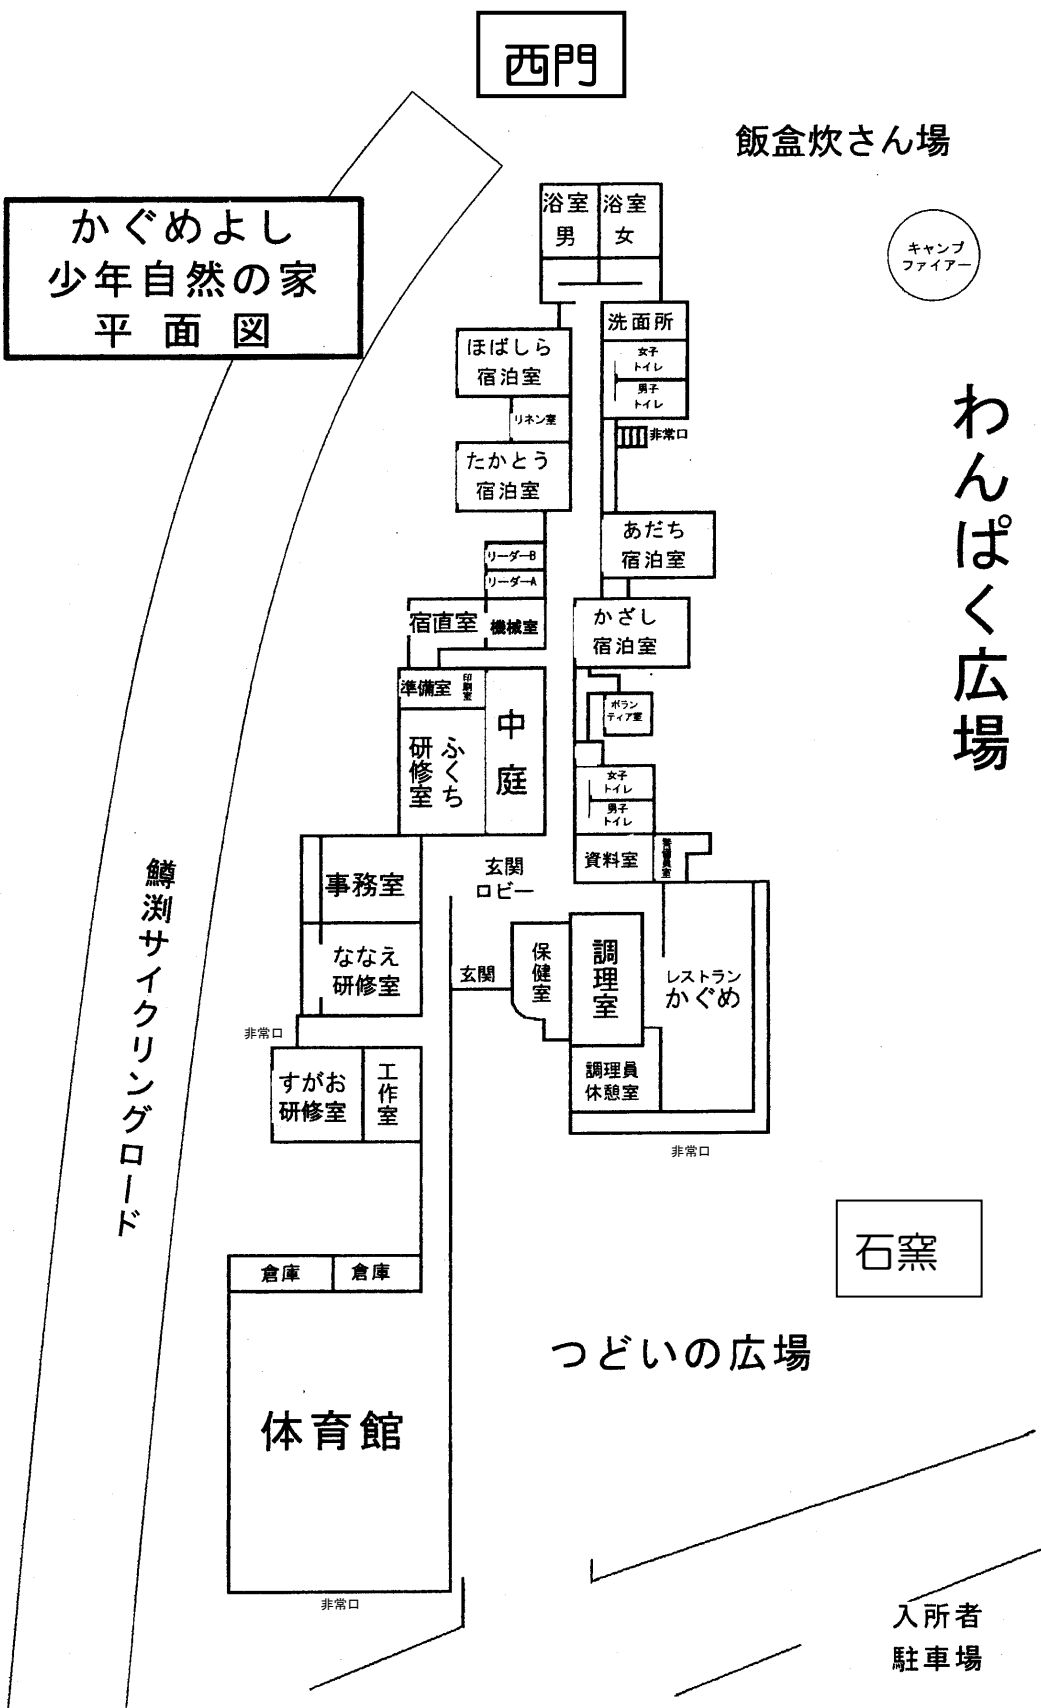 西門
飯盒炊さん場
かぐめよし
少年自然の家
平面図
浴室
男
浴室
女
キャンプ
ファイアー
洗面所
女子
トイレ
男子
トイレ
非常口
ほばしら
宿泊室
リネン室
たかとう
宿泊室
わんぱく広場
あだち
宿泊室
リーダーB
リーダーA
宿直室
機械室
かざし
宿泊室
準備室
印刷室
中庭
ふくち
研修室
ボラン
ティア室
女子
トイレ
男子
トイレ
資料室
警備員室
事務室
玄関
ロビー
鱒渕サイクリングロード
ななえ
研修室
玄関
保健室
調理室
レストラン
かぐめ
非常口
すがお
研修室
工作室
調理員
休憩室
非常口
石窯
倉庫
倉庫
つどいの広場
体育館
非常口
入所者
駐車場